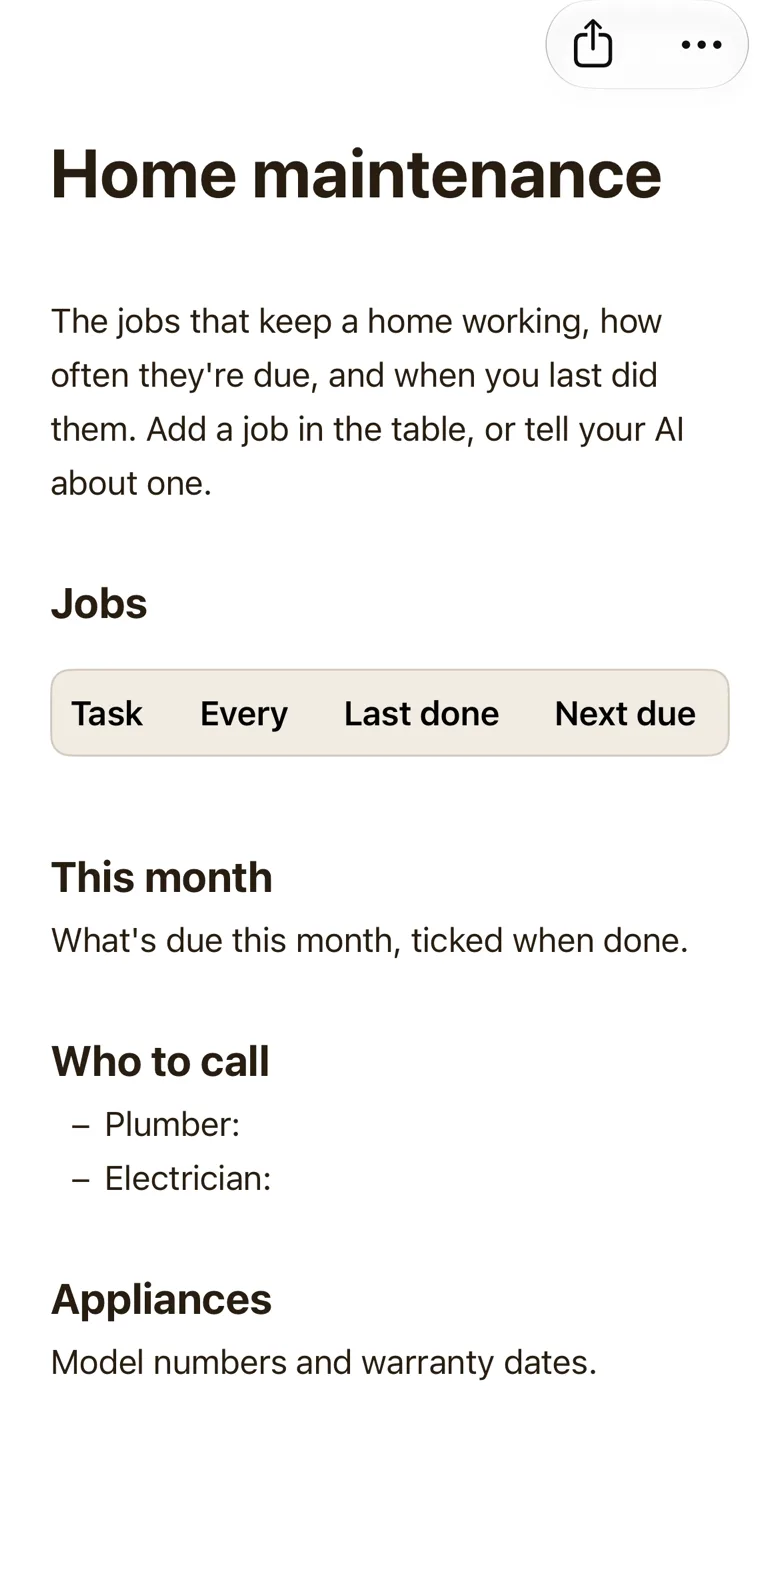 Home maintenance
The jobs that keep a home working, how
often they're due, and when you last did
them. Add a job in the table, or tell your AI
about one.
Jobs
Task Every Last done Next due
This month
What's due this month, ticked when done.
Who to call
– Plumber:
– Electrician:
Appliances
Model numbers and warranty dates.